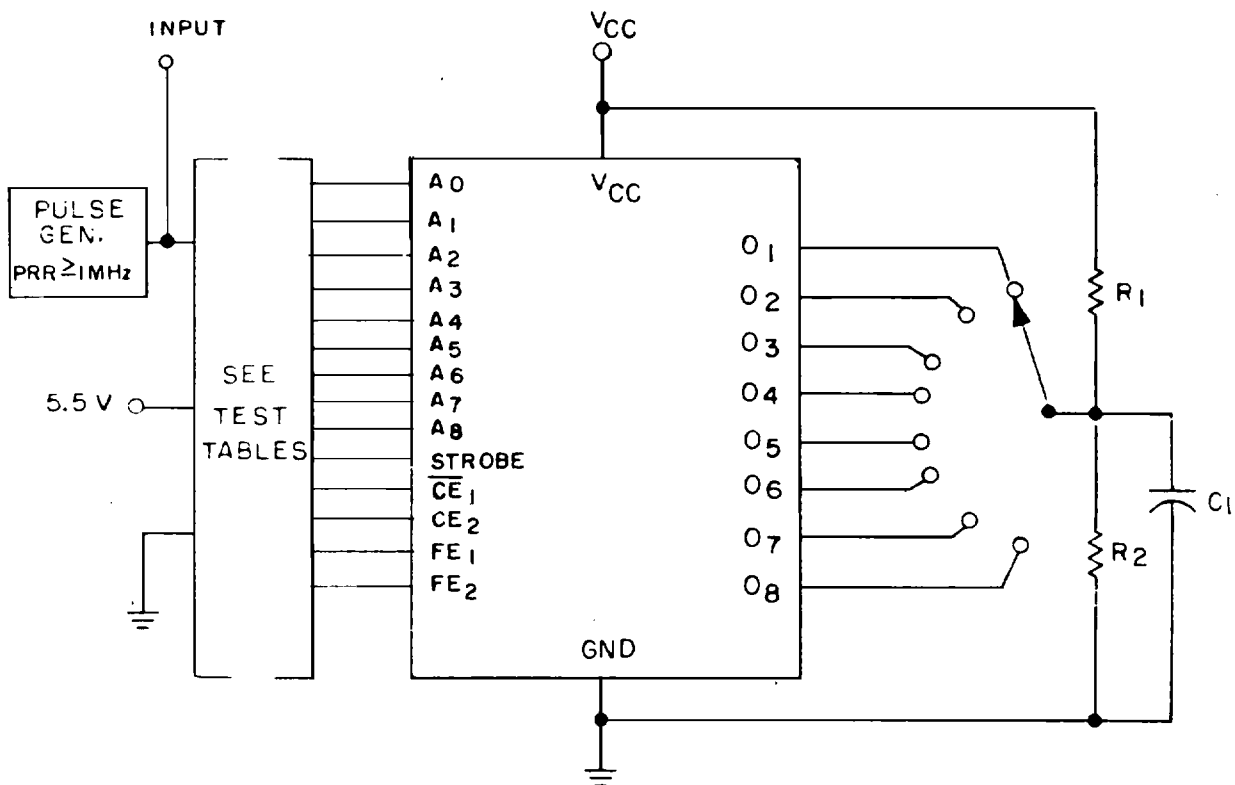 INPUT
VCC
PULSE
GEN.
PRR ≥1MHz
5.5 V
SEE
TEST
TABLES
A0
A1
A2
A3
A4
A5
A6
A7
A8
STROBE
C̅E̅1
CE2
FE1
FE2
VCC
GND
O1
O2
O3
O4
O5
O6
O7
O8
R1
R2
C1